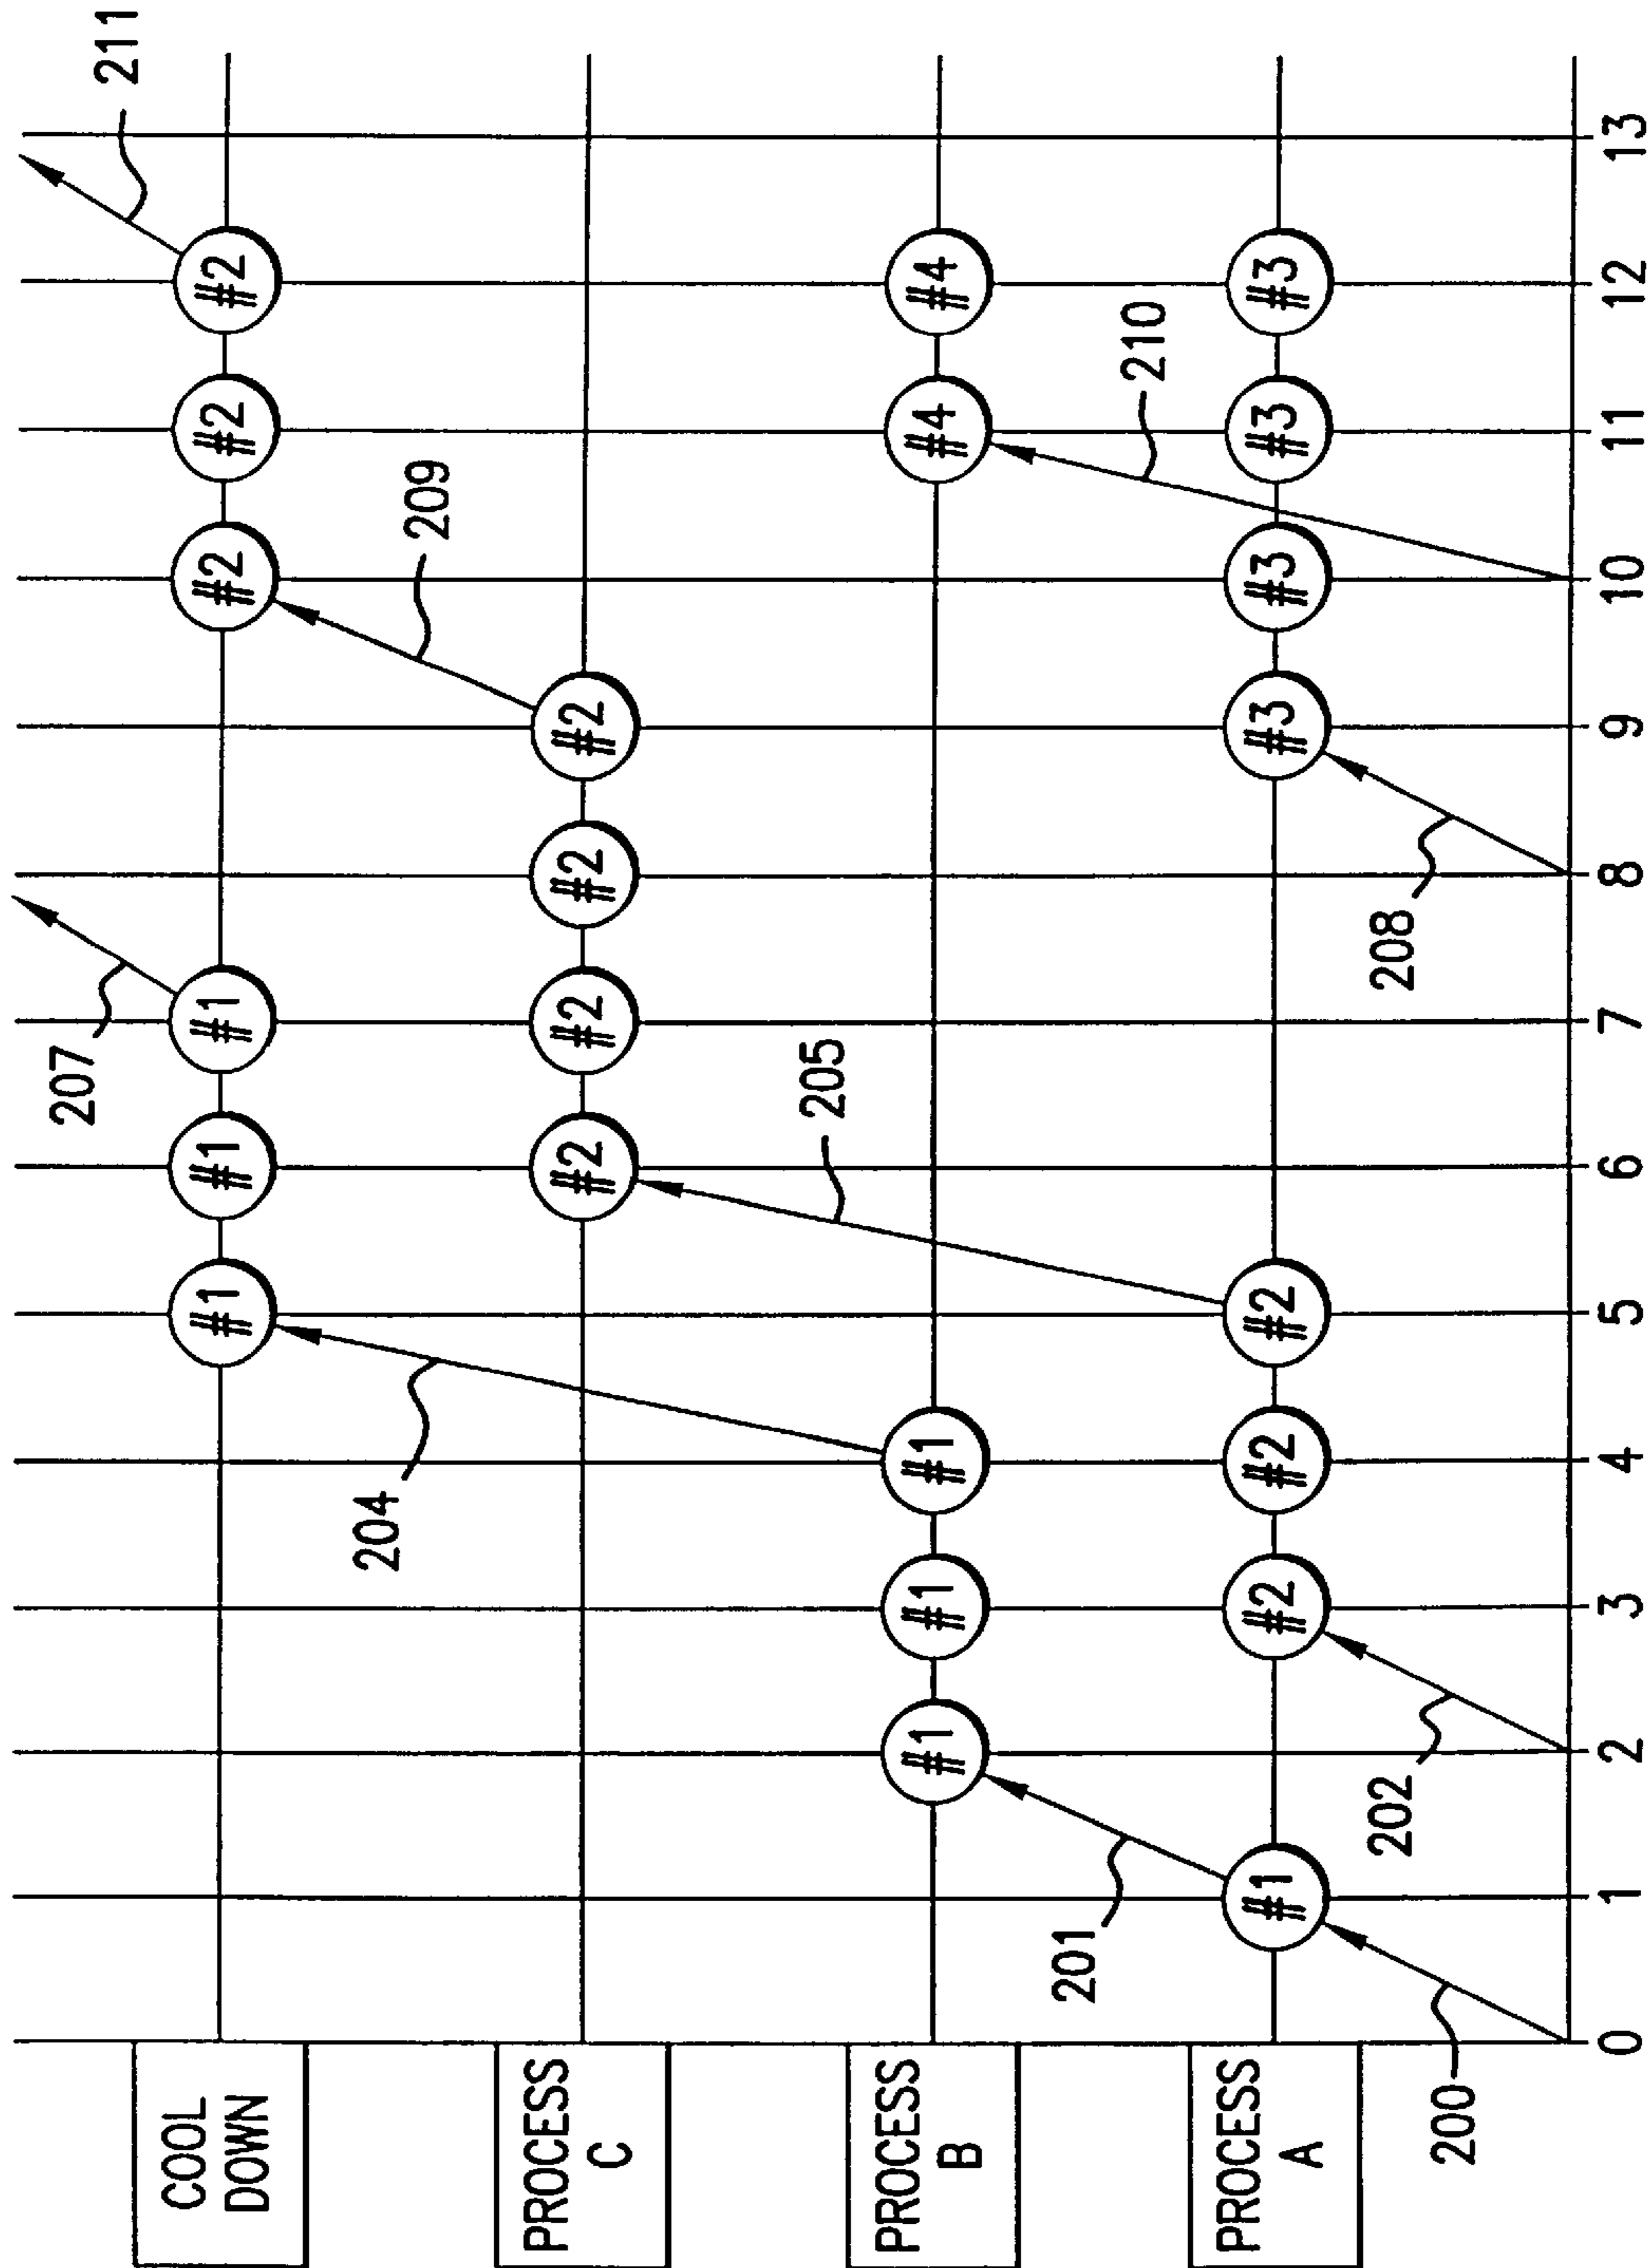 211
207
COOL
DOWN
#1 #1 #1 #2 #2 #2
209
204
PROCESS
C
#2 #2 #2 #2
205
PROCESS
B
#1 #1 #1 #4 #4
201
210
PROCESS
A
#1 #2 #2 #2 #3 #3 #3 #3
202
208
200
0 1 2 3 4 5 6 7 8 9 10 11 12 13